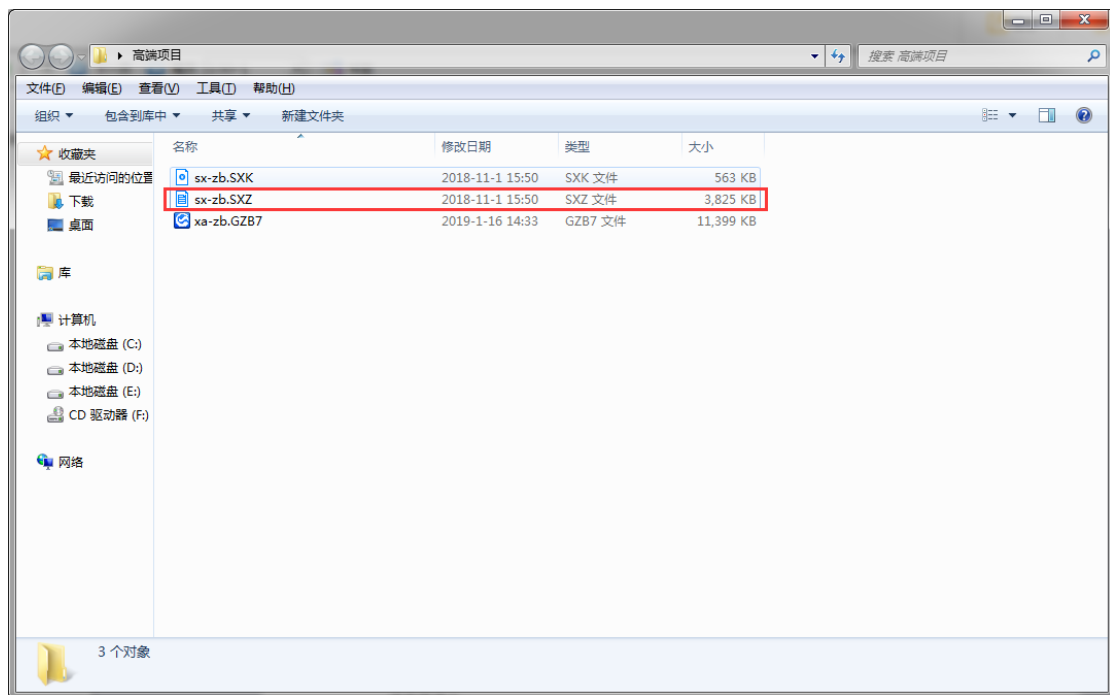 高端项目
搜索 高端项目
文件(F) 编辑(E) 查看(V) 工具(T) 帮助(H)
组织 包含到库中 共享 新建文件夹
收藏夹
最近访问的位置
下载
桌面
库
计算机
本地磁盘 (C:)
本地磁盘 (D:)
本地磁盘 (E:)
CD 驱动器 (F:)
网络
名称 修改日期 类型 大小
sx-zb.SXK 2018-11-1 15:50 SXK 文件 563 KB
sx-zb.SXZ 2018-11-1 15:50 SXZ 文件 3,825 KB
xa-zb.GZB7 2019-1-16 14:33 GZB7 文件 11,399 KB
3 个对象